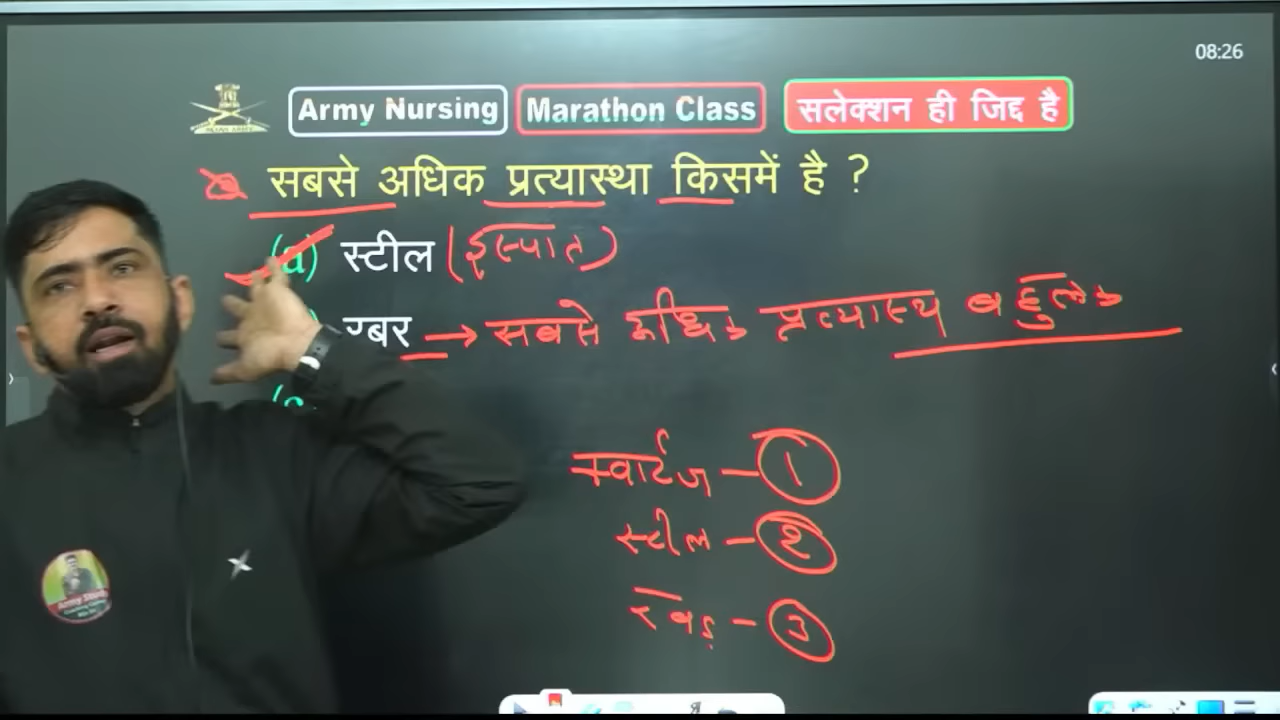 08:26
Army Nursing Marathon Class सलेक्शन ही जिद्द है
सबसे अधिक प्रत्यास्था किसमें है ?
(a) स्टील (इस्पात)
→ सबसे अधिक प्रत्यास्थ बहुलक
क्वार्टज - 1
स्टील - 2
रबड़ - 3